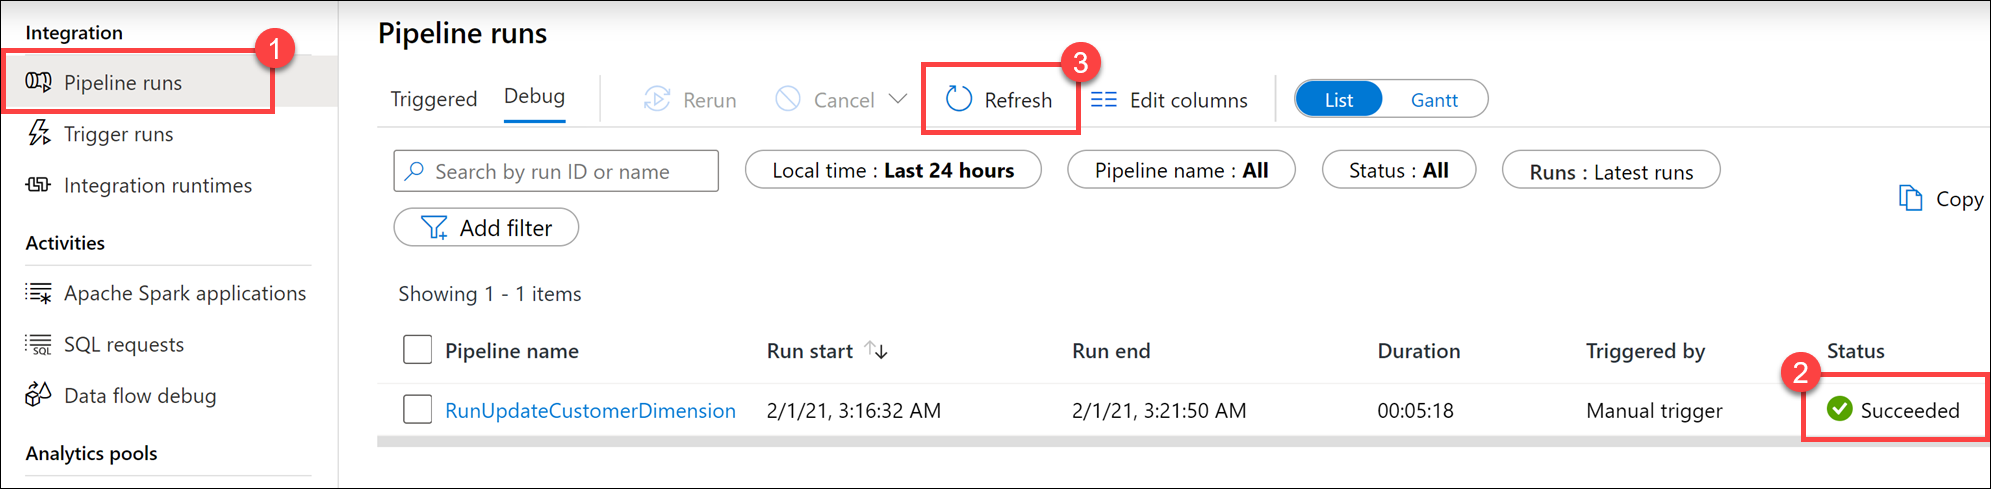 Integration
1
Pipeline runs
Trigger runs
Integration runtimes
Activities
Apache Spark applications
SQL SQL requests
Data flow debug
Analytics pools
Pipeline runs
Triggered Debug Rerun Cancel 3 Refresh Edit columns List Gantt
Search by run ID or name Local time : Last 24 hours Pipeline name : All Status : All Runs : Latest runs
Copy
Add filter
Showing 1 - 1 items
Pipeline name Run start Run end Duration Triggered by Status
2
RunUpdateCustomerDimension 2/1/21, 3:16:32 AM 2/1/21, 3:21:50 AM 00:05:18 Manual trigger Succeeded